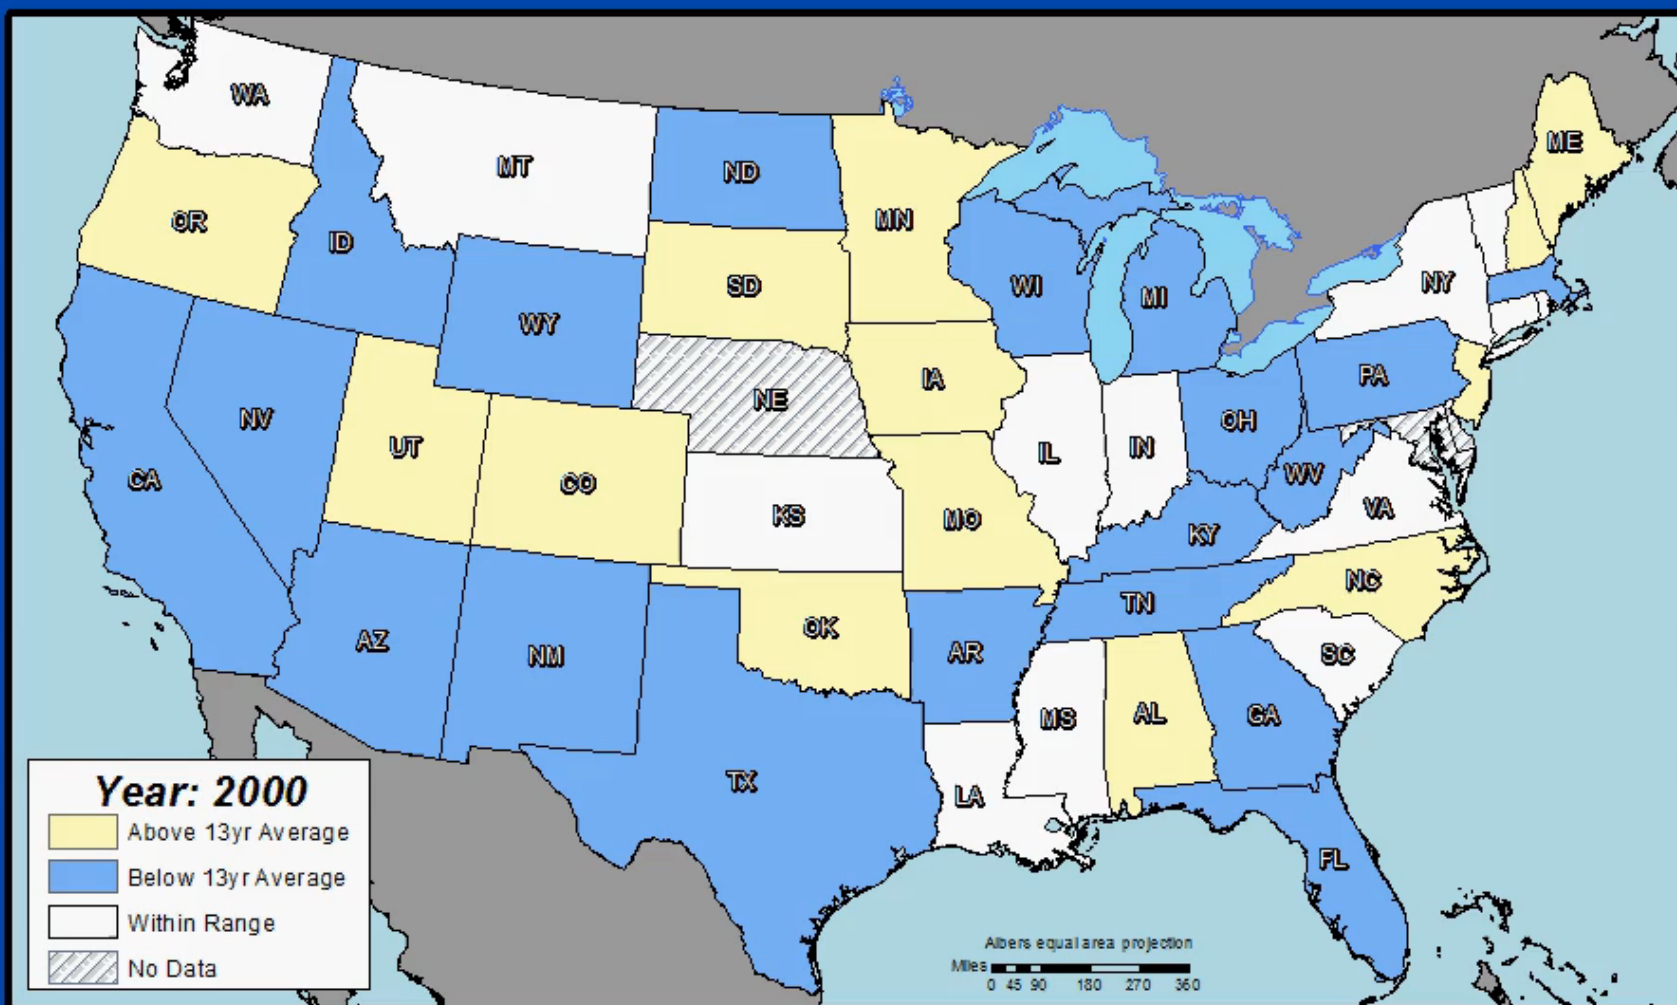 WA
MT
ND
MN
ME
OR
ID
SD
WI
MI
NY
WY
IA
PA
NE
NV
UT
CO
IL
IN
OH
CA
KS
MO
WV
VA
KY
NC
AZ
NM
OK
AR
TN
SC
MS
AL
GA
TX
LA
FL
Year: 2000
Above 13yr Average
Below 13yr Average
Within Range
No Data
Albers equal area projection
Miles
0 45 90 180 270 360